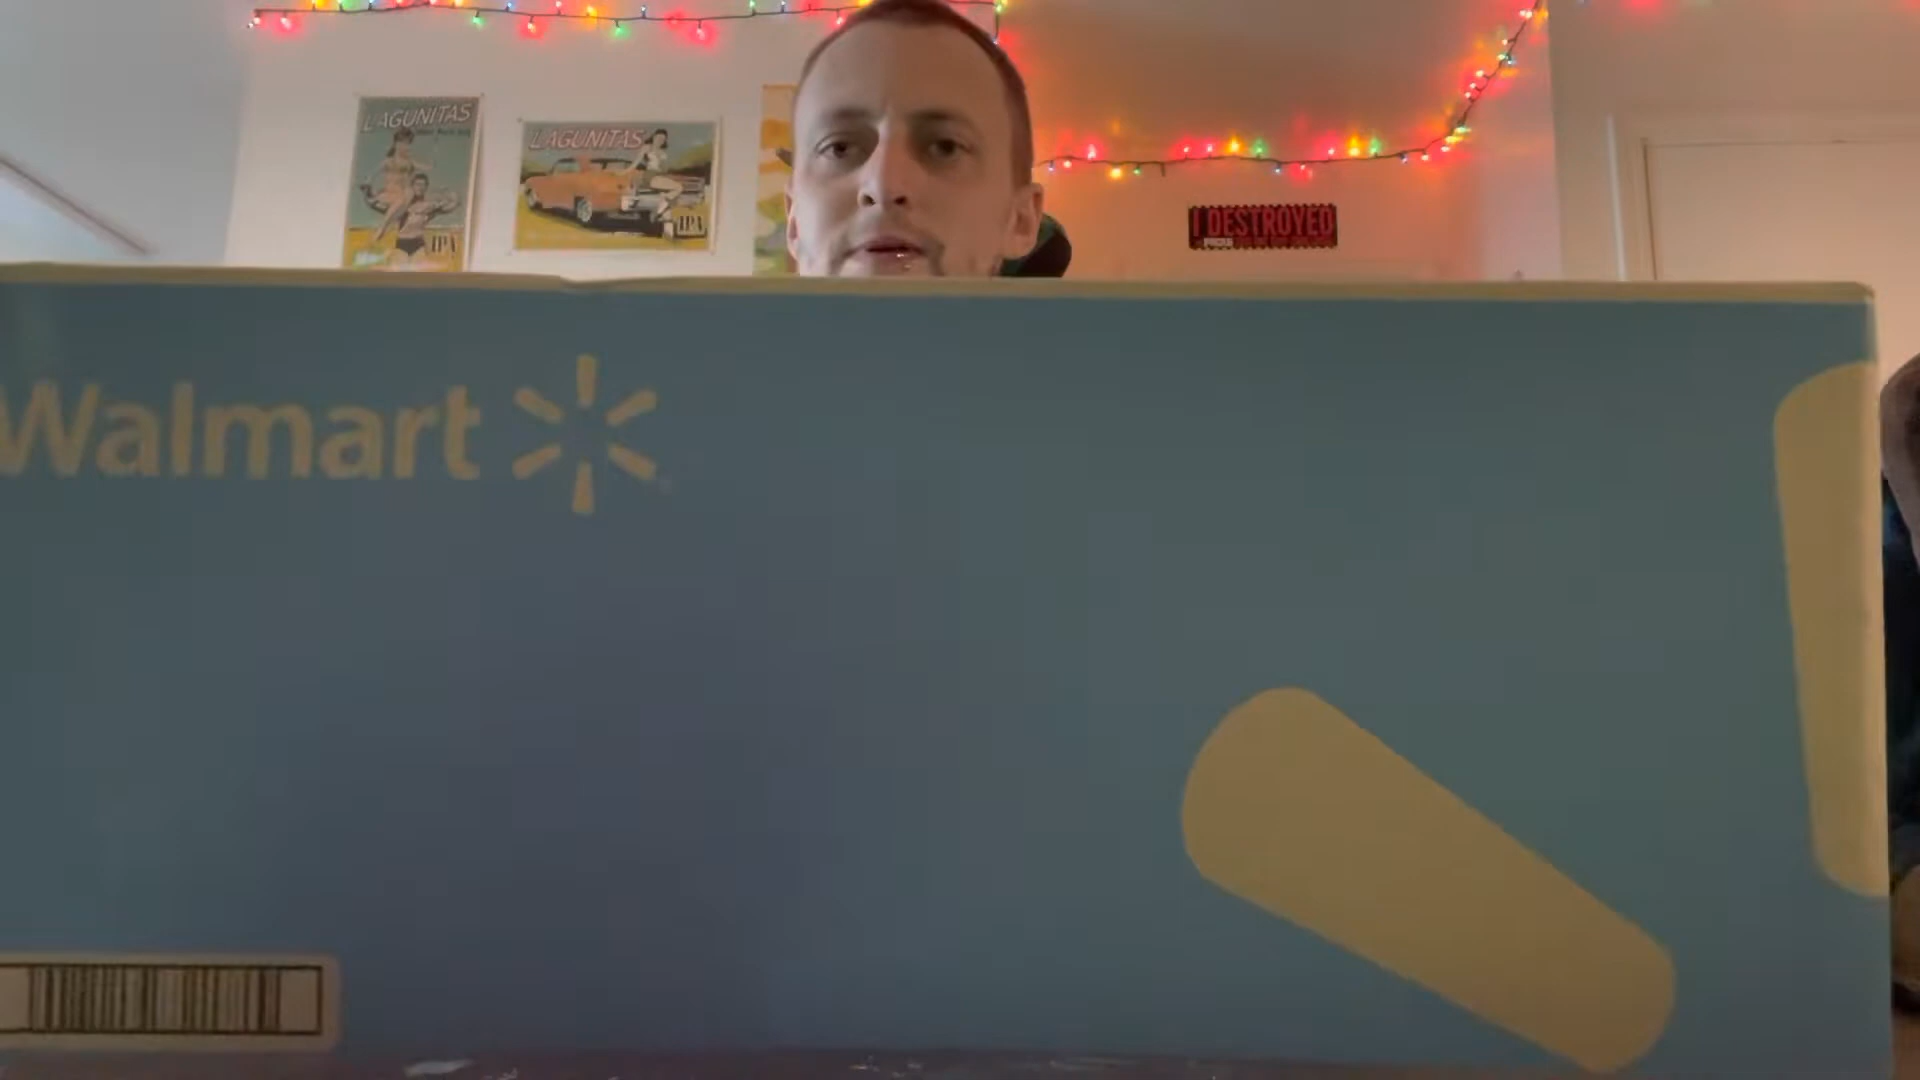 LAGUNITAS
IPA
LAGUNITAS
IPA
I DESTROYED
Walmart